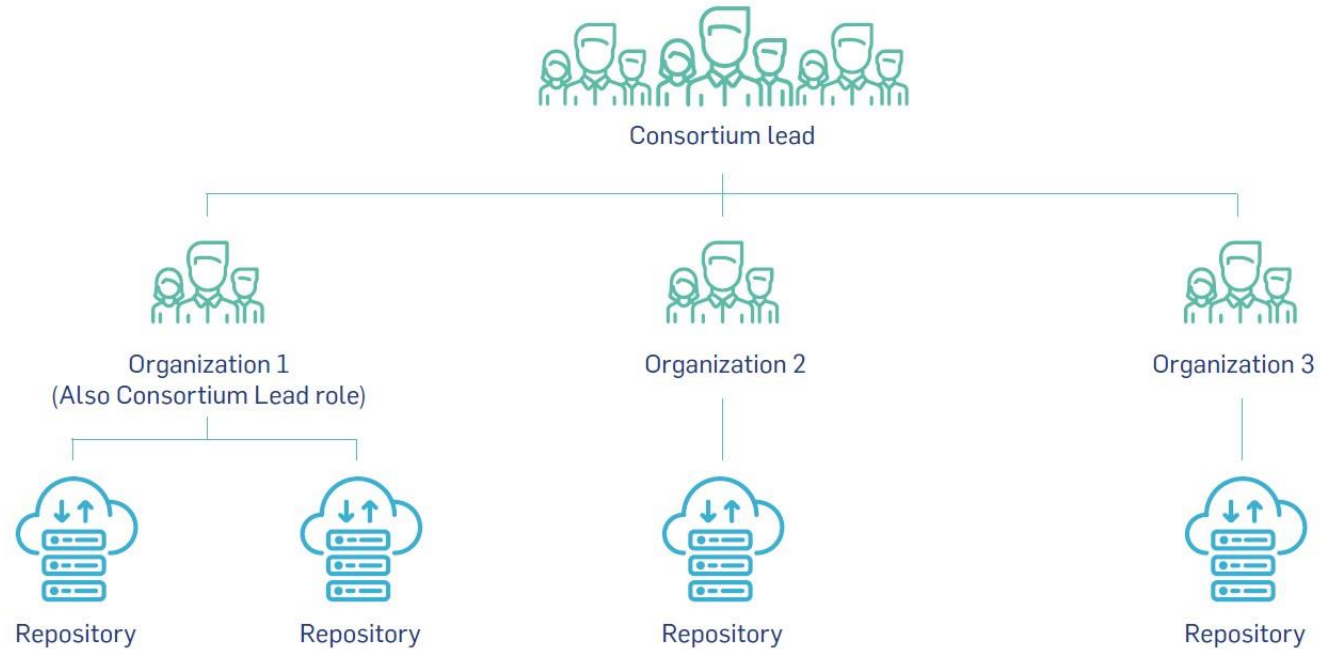 Consortium lead
Organization 1
(Also Consortium Lead role)
Organization 2
Organization 3
Repository
Repository
Repository
Repository